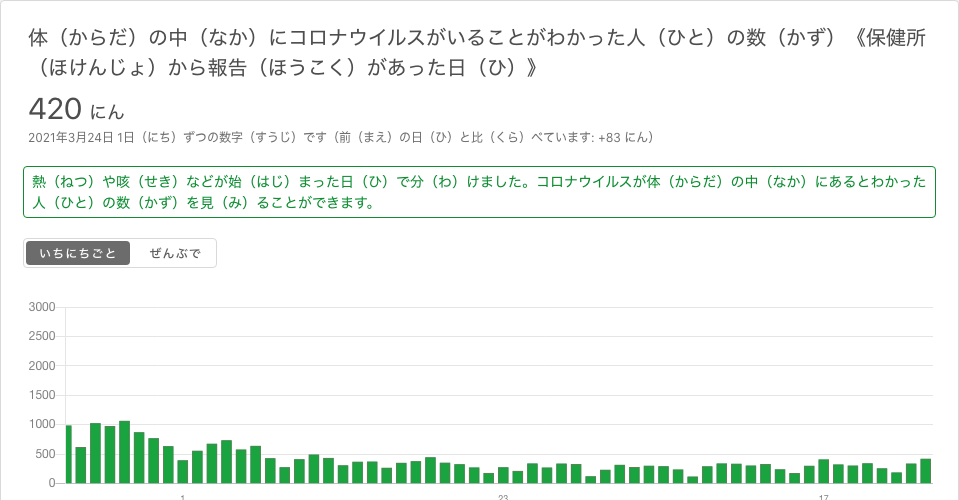 体（からだ）の中（なか）にコロナウイルスがいることがわかった人（ひと）の数（かず）《保健所
（ほけんじょ）から報告（ほうこく）があった日（ひ）》
420 にん
2021年3月24日 1日（にち）ずつの数字（すうじ）です（前（まえ）の日（ひ）と比（くら）べています: +83 にん）
熱（ねつ）や咳（せき）などが始（はじ）まった日（ひ）で分（わ）けました。コロナウイルスが体（からだ）の中（なか）にあるとわかった
人（ひと）の数（かず）を見（み）ることができます。
いちにちごと ぜんぶで
3000
2500
2000
1500
1000
500
0
1 23 17